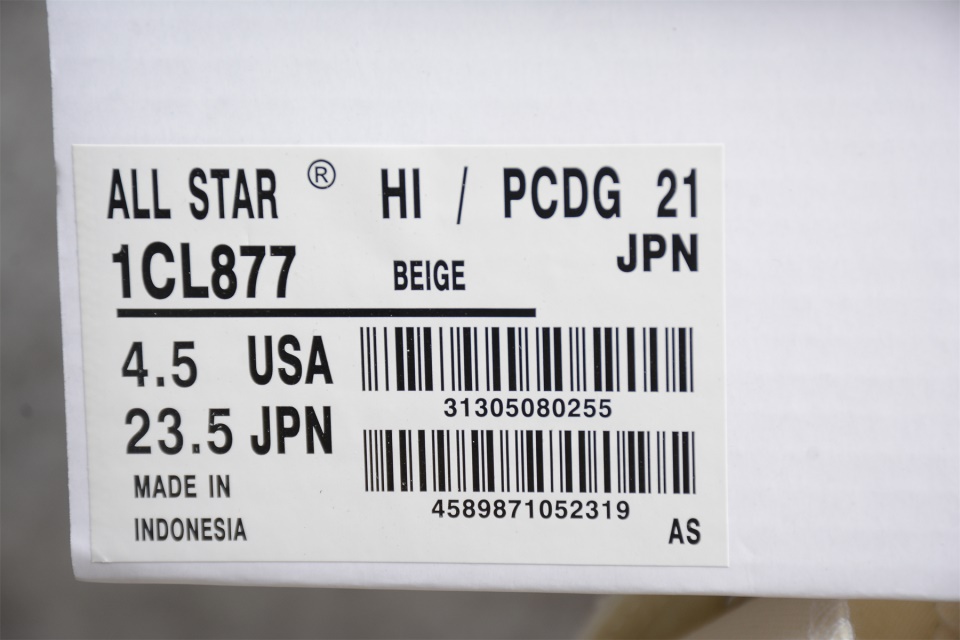 ALL STAR ® HI / PCDG 21
JPN
1CL877 BEIGE
4.5 USA
31305080255
23.5 JPN
4589871052319
MADE IN
INDONESIA
AS